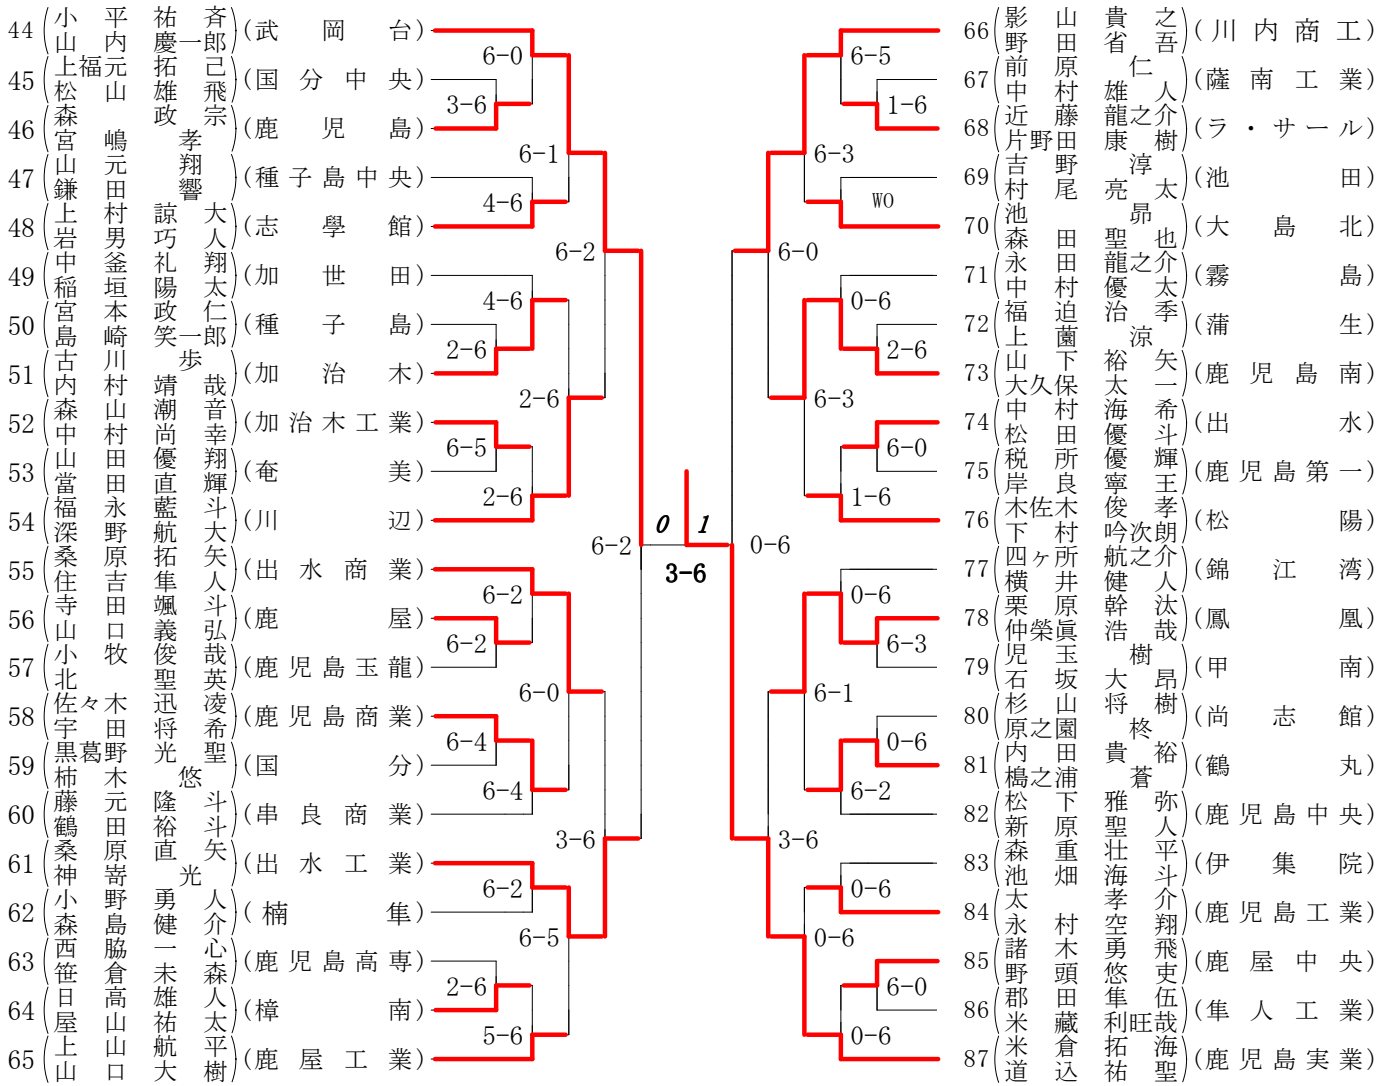 44 (小平祐斉 山内慶一郎) (武岡台)
45 (上福元拓己 松山雄飛) (国分中央)
46 (森政宗 宮嶋孝) (鹿児島)
47 (山元翔 鎌田響) (種子島中央)
48 (上村諒大 岩男巧人) (志學館)
49 (中釜礼翔 稲垣陽太) (加世田)
50 (宮本政仁 島崎笑一郎) (種子島)
51 (古川歩 内村靖哉) (加治木)
52 (森山潮音 中村尚幸) (加治木工業)
53 (山田優翔 當田直輝) (奄美)
54 (福永藍斗 深野航大) (川辺)
55 (桑原拓矢 住吉隼人) (出水商業)
56 (寺田颯斗 山口義弘) (鹿屋)
57 (小牧俊哉 北聖英) (鹿児島玉龍)
58 (佐々木迅凌 宇田将希) (鹿児島商業)
59 (黒葛野光聖 柿木悠) (国分)
60 (藤元隆斗 鶴田裕斗) (串良商業)
61 (桑原直矢 神嵜光) (出水工業)
62 (小野勇人 森島健介) (楠隼)
63 (西脇一心 笹倉未森) (鹿児島高専)
64 (日高雄人 屋山祐太) (樟南)
65 (上山航平 山口大樹) (鹿屋工業)
6-0
3-6
6-1
4-6
6-2
4-6
2-6
2-6
6-5
2-6
6-2
6-2
6-2
6-0
6-4
6-4
3-6
6-2
6-5
2-6
5-6
0 1
3-6
66 (影山貴之 野田省吾) (川内商工)
67 (前原仁 中村雄人) (薩南工業)
68 (近藤龍之介 片野田康樹) (ラ・サール)
69 (吉野淳 村尾亮太) (池田)
70 (池昴 森田聖也) (大島北)
71 (永田龍之介 中村優太) (霧島)
72 (福迫治季 上薗涼) (蒲生)
73 (山下裕矢 大久保太一) (鹿児島南)
74 (中村海希 松田優斗) (出水)
75 (税所優輝 岸良寧王) (鹿児島第一)
76 (木佐木俊孝 下村吟次朗) (松陽)
77 (四ヶ所航之介 横井健人) (錦江湾)
78 (栗原幹汰 仲榮眞浩哉) (鳳凰)
79 (児玉樹 石坂大昂) (甲南)
80 (杉山将樹 原之園柊) (尚志館)
81 (内田貴裕 樢之浦蒼) (鶴丸)
82 (松下雅弥 新原聖人) (鹿児島中央)
83 (森重壮平 池畑海斗) (伊集院)
84 (太孝介 永村空翔) (鹿児島工業)
85 (諸木勇飛 野頭悠吏) (鹿屋中央)
86 (郡田隼伍 米藏利旺哉) (隼人工業)
87 (米倉拓海 道込祐聖) (鹿児島実業)
6-5
1-6
6-3
WO
6-0
0-6
2-6
6-3
6-0
1-6
0-6
0-6
6-3
6-1
0-6
6-2
3-6
0-6
0-6
6-0
0-6